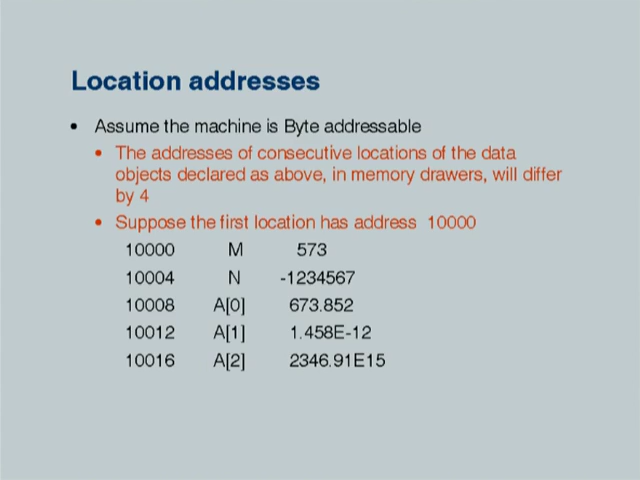 Location addresses
• Assume the machine is Byte addressable
• The addresses of consecutive locations of the data
objects declared as above, in memory drawers, will differ
by 4
• Suppose the first location has address 10000
10000 M 573
10004 N -1234567
10008 A[0] 673.852
10012 A[1] 1.458E-12
10016 A[2] 2346.91E15